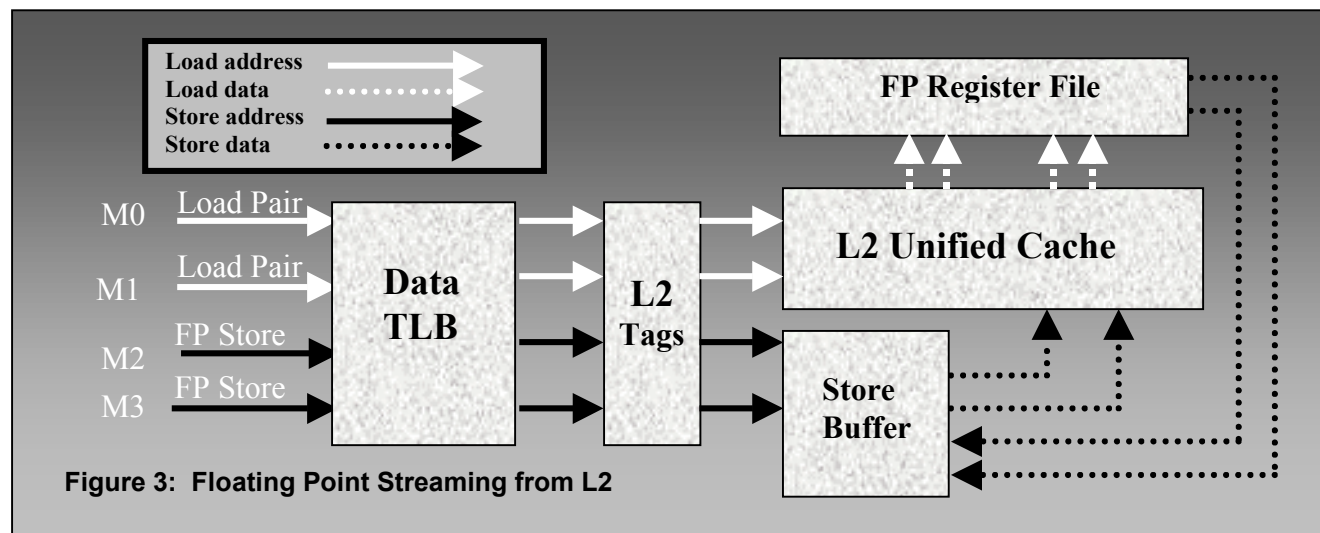 Load address
Load data
Store address
Store data
FP Register File
M0
Load Pair
M1
Load Pair
M2
FP Store
M3
FP Store
Data
TLB
L2
Tags
L2 Unified Cache
Store
Buffer
Figure 3: Floating Point Streaming from L2